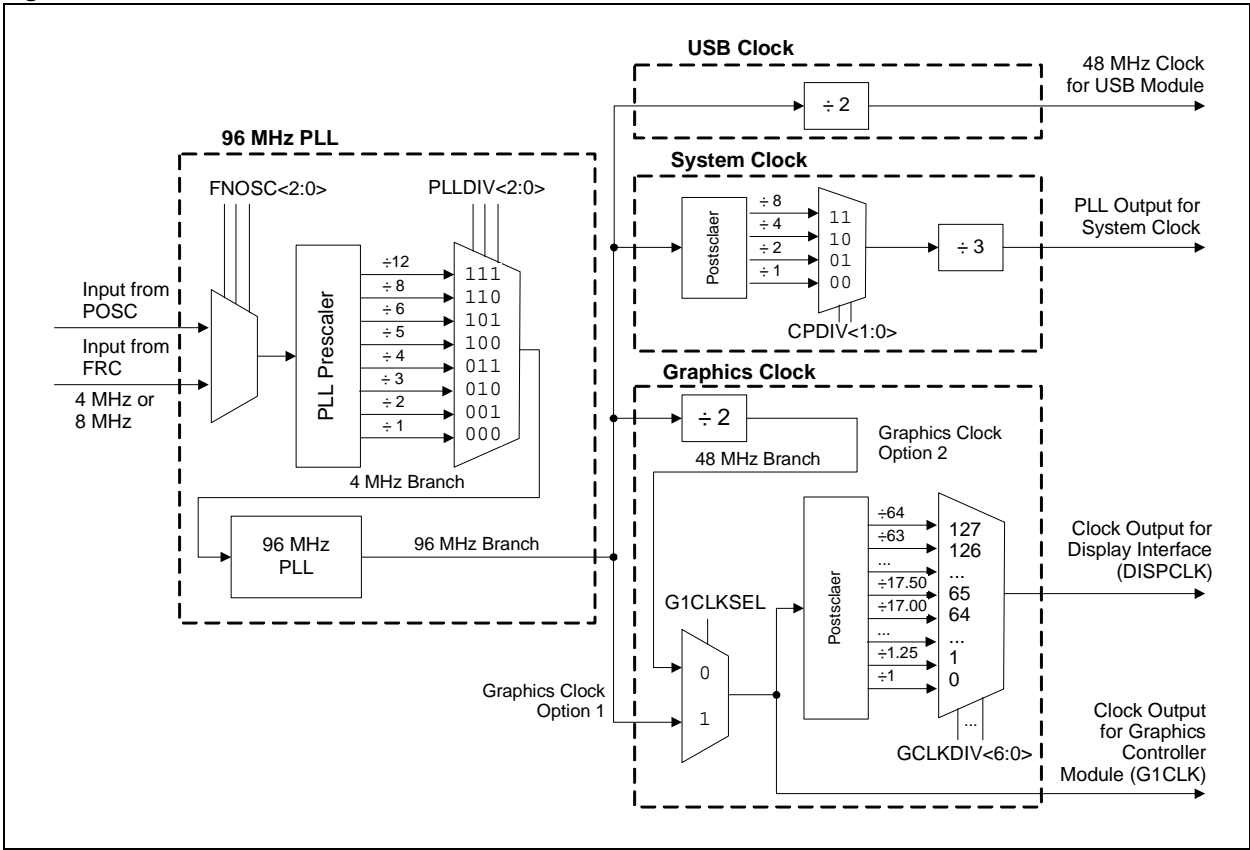 USB Clock
48 MHz Clock
for USB Module
÷ 2
96 MHz PLL
System Clock
FNOSC<2:0>
PLLDIV<2:0>
Postsclaer
÷ 8
÷ 4
÷ 2
÷ 1
11
10
01
00
÷ 3
PLL Output for
System Clock
CPDIV<1:0>
Input from
POSC
Input from
FRC
4 MHz or
8 MHz
PLL Prescaler
÷12
÷ 8
÷ 6
÷ 5
÷ 4
÷ 3
÷ 2
÷ 1
111
110
101
100
011
010
001
000
4 MHz Branch
96 MHz
PLL
96 MHz Branch
Graphics Clock
÷ 2
48 MHz Branch
Graphics Clock
Option 2
G1CLKSEL
0
1
Graphics Clock
Option 1
Postsclaer
÷64
÷63
...
÷17.50
÷17.00
...
÷1.25
÷1
127
126
...
65
64
...
1
0
...
GCLKDIV<6:0>
Clock Output for
Display Interface
(DISPCLK)
Clock Output
for Graphics
Controller
Module (G1CLK)